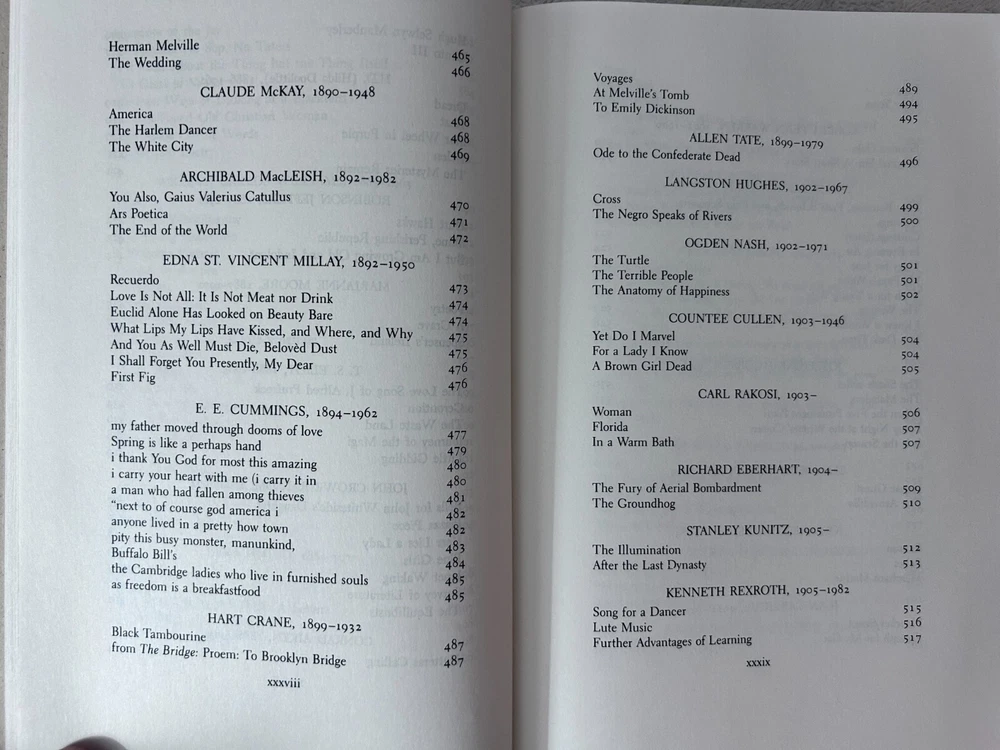 Herman Melville 465
The Wedding 466
CLAUDE McKAY, 1890–1948
America 468
The Harlem Dancer 468
The White City 469
ARCHIBALD MacLEISH, 1892–1982
You Also, Gaius Valerius Catullus 470
Ars Poetica 471
The End of the World 472
EDNA ST. VINCENT MILLAY, 1892–1950
Recuerdo 473
Love Is Not All: It Is Not Meat nor Drink 474
Euclid Alone Has Looked on Beauty Bare 474
What Lips My Lips Have Kissed, and Where, and Why 475
And You As Well Must Die, Belovèd Dust 475
I Shall Forget You Presently, My Dear 476
First Fig 476
E. E. CUMMINGS, 1894–1962
my father moved through dooms of love 477
Spring is like a perhaps hand 479
i thank You God for most this amazing 480
i carry your heart with me (i carry it in 480
a man who had fallen among thieves 481
"next to of course god america i 482
anyone lived in a pretty how town 482
pity this busy monster, manunkind, 483
Buffalo Bill's 484
the Cambridge ladies who live in furnished souls 485
as freedom is a breakfastfood 485
HART CRANE, 1899–1932
Black Tambourine 487
from The Bridge: Proem: To Brooklyn Bridge 487
xxxviii
Voyages 489
At Melville's Tomb 494
To Emily Dickinson 495
ALLEN TATE, 1899–1979
Ode to the Confederate Dead 496
LANGSTON HUGHES, 1902–1967
Cross 499
The Negro Speaks of Rivers 500
OGDEN NASH, 1902–1971
The Turtle 501
The Terrible People 501
The Anatomy of Happiness 502
COUNTEE CULLEN, 1903–1946
Yet Do I Marvel 504
For a Lady I Know 504
A Brown Girl Dead 505
CARL RAKOSI, 1903–
Woman 506
Florida 507
In a Warm Bath 507
RICHARD EBERHART, 1904–
The Fury of Aerial Bombardment 509
The Groundhog 510
STANLEY KUNITZ, 1905–
The Illumination 512
After the Last Dynasty 513
KENNETH REXROTH, 1905–1982
Song for a Dancer 515
Lute Music 516
Further Advantages of Learning 517
xxxix